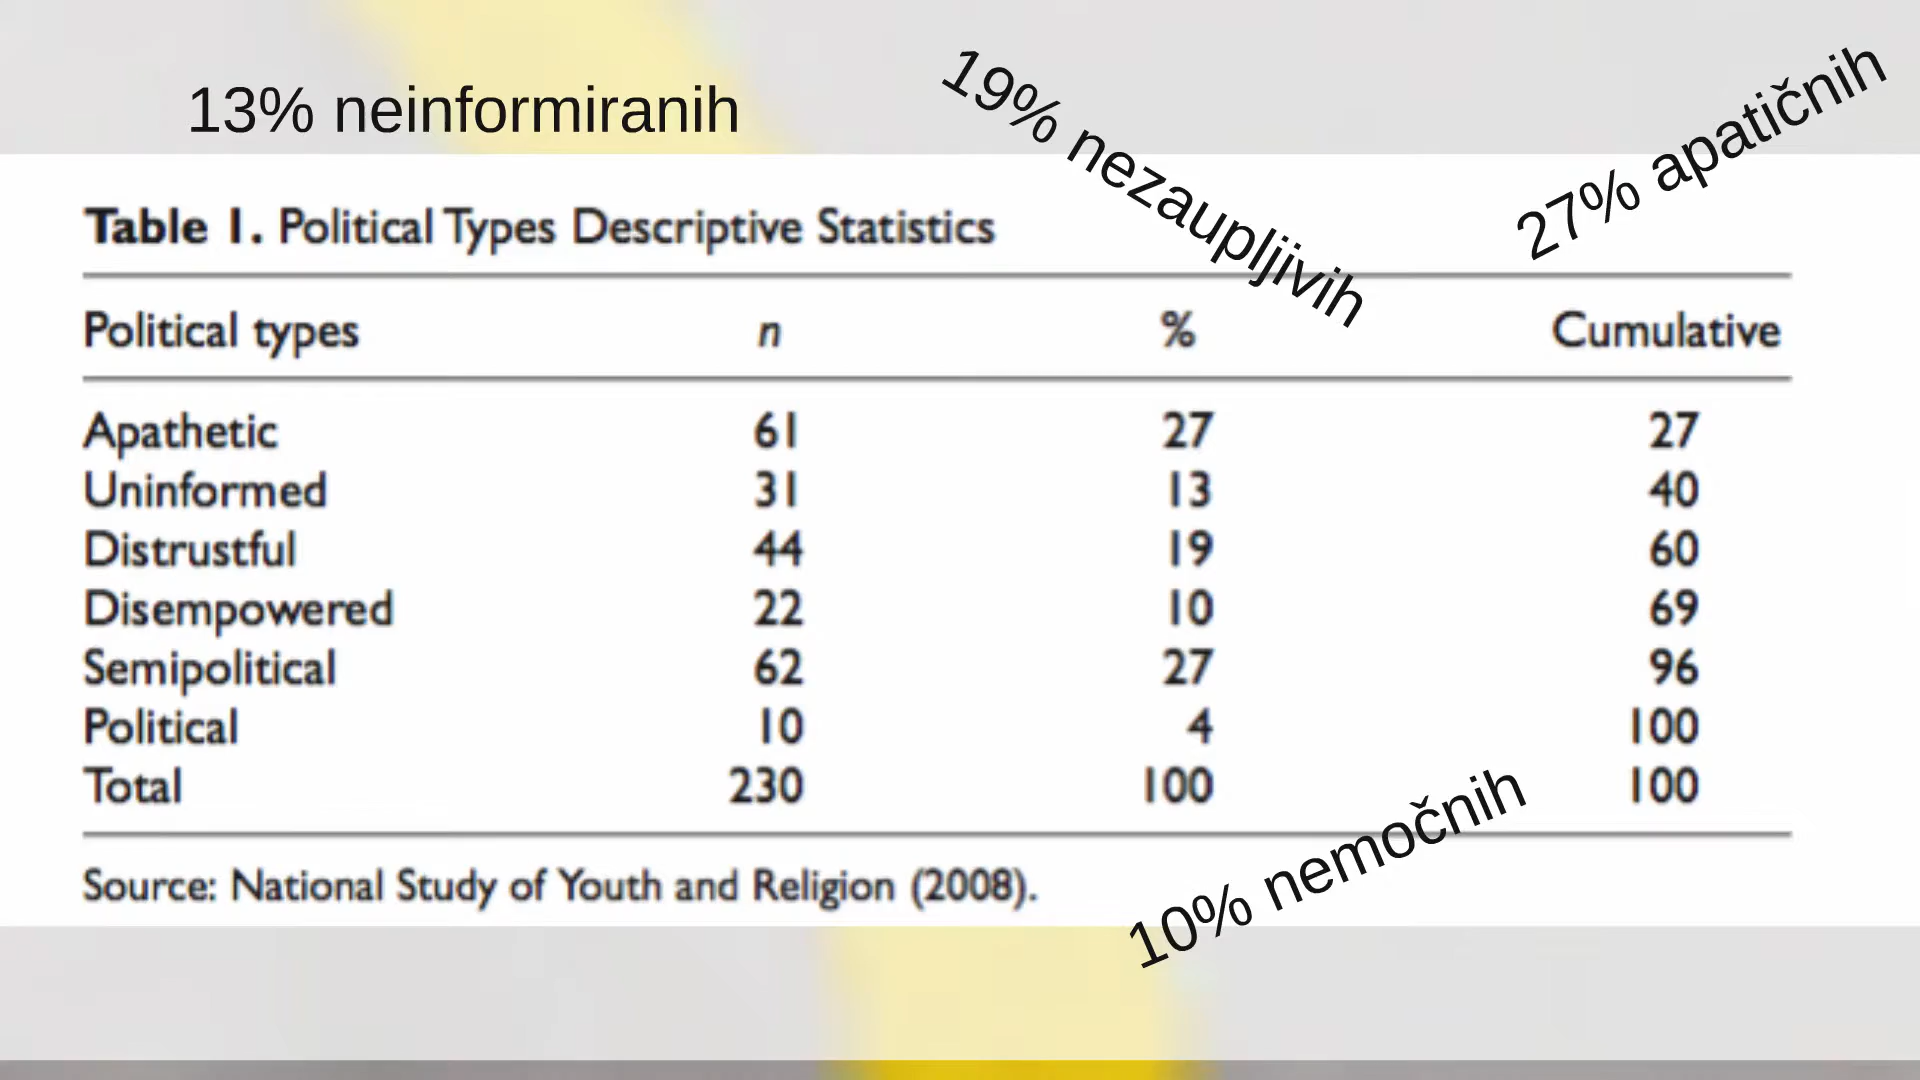 13% neinformiranih
19% nezaupljivih
27% apatičnih
Table 1. Political Types Descriptive Statistics
Political types n % Cumulative
Apathetic 61 27 27
Uninformed 31 13 40
Distrustful 44 19 60
Disempowered 22 10 69
Semipolitical 62 27 96
Political 10 4 100
Total 230 100 100
10% nemočnih
Source: National Study of Youth and Religion (2008).